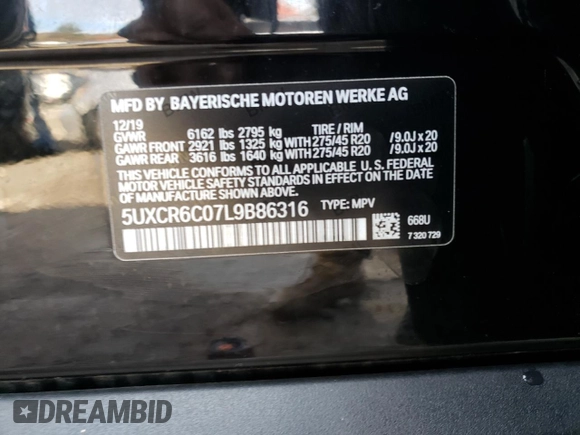 MFD BY BAYERISCHE MOTOREN WERKE AG
12/19
GVWR 6162 lbs 2795 kg TIRE / RIM
GAWR FRONT 2921 lbs 1325 kg WITH 275/45 R20 /9.0J x 20
GAWR REAR 3616 lbs 1640 kg WITH 275/45 R20 /9.0J x 20
THIS VEHICLE CONFORMS TO ALL APPLICABLE U. S. FEDERAL
MOTOR VEHICLE SAFETY STANDARDS IN EFFECT ON THE DATE
OF MANUFACTURE SHOWN ABOVE.
5UXCR6C07L9B86316 TYPE: MPV
668U
7 320 729
DREAMBID